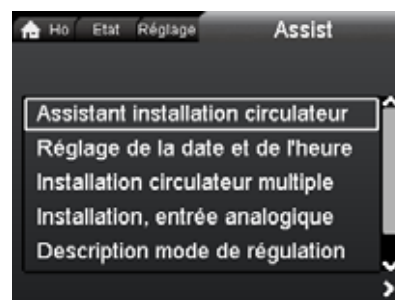 Ho Etat Réglage Assist
Assistant installation circulateur
Réglage de la date et de l'heure
Installation circulateur multiple
Installation, entrée analogique
Description mode de régulation